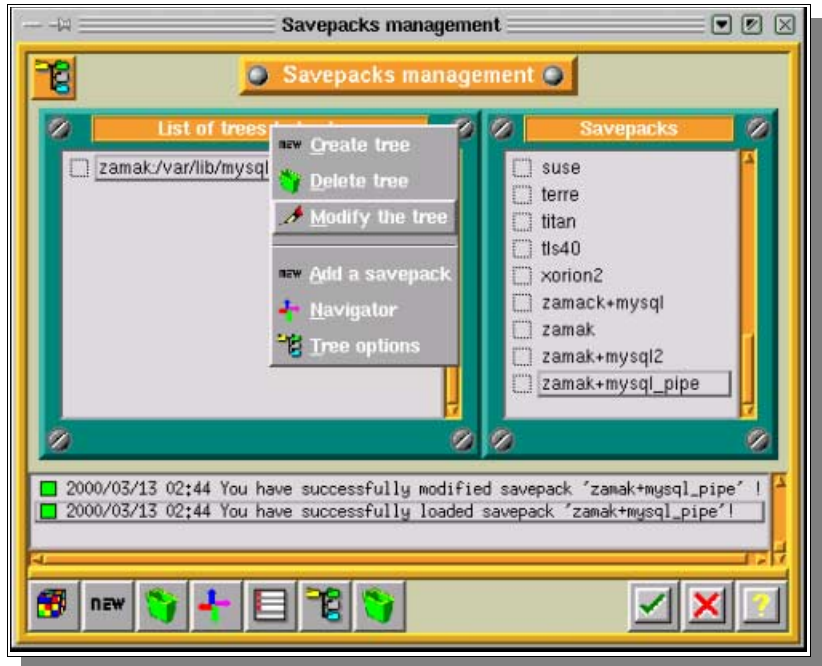 Savepacks management
Savepacks management
List of trees
Savepacks
zamak:/var/lib/mysql
new Create tree
Delete tree
Modify the tree
new Add a savepack
Navigator
Tree options
suse
terre
titan
tls40
xorion2
zamack+mysql
zamak
zamak+mysql2
zamak+mysql_pipe
2000/03/13 02:44 You have successfully modified savepack 'zamak+mysql_pipe' !
2000/03/13 02:44 You have successfully loaded savepack 'zamak+mysql_pipe'!
new
?